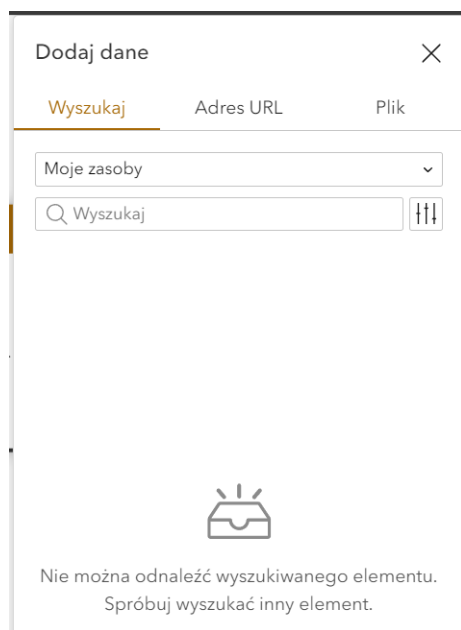 Dodaj dane
Wyszukaj
Adres URL
Plik
Moje zasoby
Wyszukaj
Nie można odnaleźć wyszukiwanego elementu.
Spróbuj wyszukać inny element.